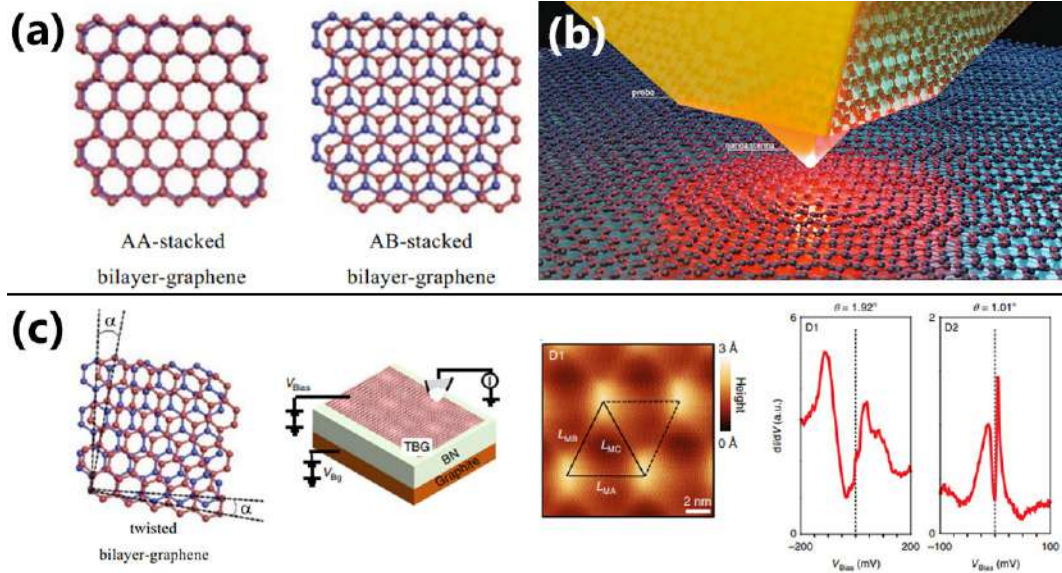 (a)
AA-stacked
bilayer-graphene
AB-stacked
bilayer-graphene
(b)
probe
nanoantenna
(c)
α
α
twisted
bilayer-graphene
V_Bias
I
TBG
BN
Graphite
V_Bg
D1
L_MB
L_MC
L_MA
2 nm
3 Å
Height
0 Å
θ = 1.92°
6
D1
dI/dV (a.u.)
0
-200
200
V_Bias (mV)
θ = 1.01°
2
D2
0
-100
100
V_Bias (mV)